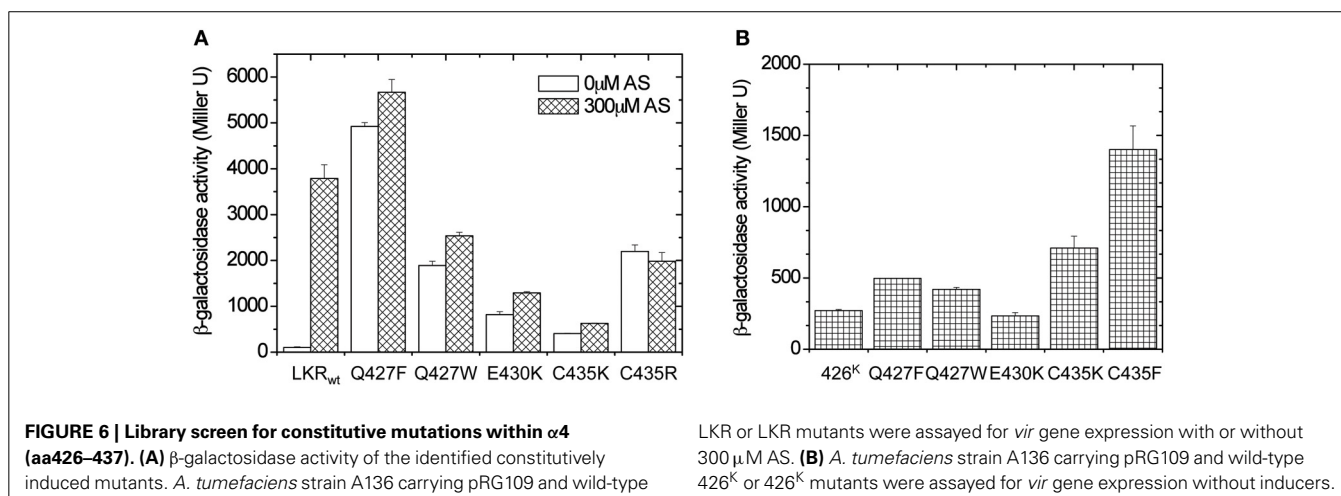 A
β-galactosidase activity (Miller U)
6000
5000
4000
3000
2000
1000
0
0μM AS
300μM AS
LKRwt Q427F Q427W E430K C435K C435R
B
β-galactosidase activity (Miller U)
2000
1500
1000
500
0
426ᴷ Q427F Q427W E430K C435K C435F
FIGURE 6 | Library screen for constitutive mutations within α4
(aa426–437). (A) β-galactosidase activity of the identified constitutively
induced mutants. A. tumefaciens strain A136 carrying pRG109 and wild-type
LKR or LKR mutants were assayed for vir gene expression with or without
300 μM AS. (B) A. tumefaciens strain A136 carrying pRG109 and wild-type
426ᴷ or 426ᴷ mutants were assayed for vir gene expression without inducers.